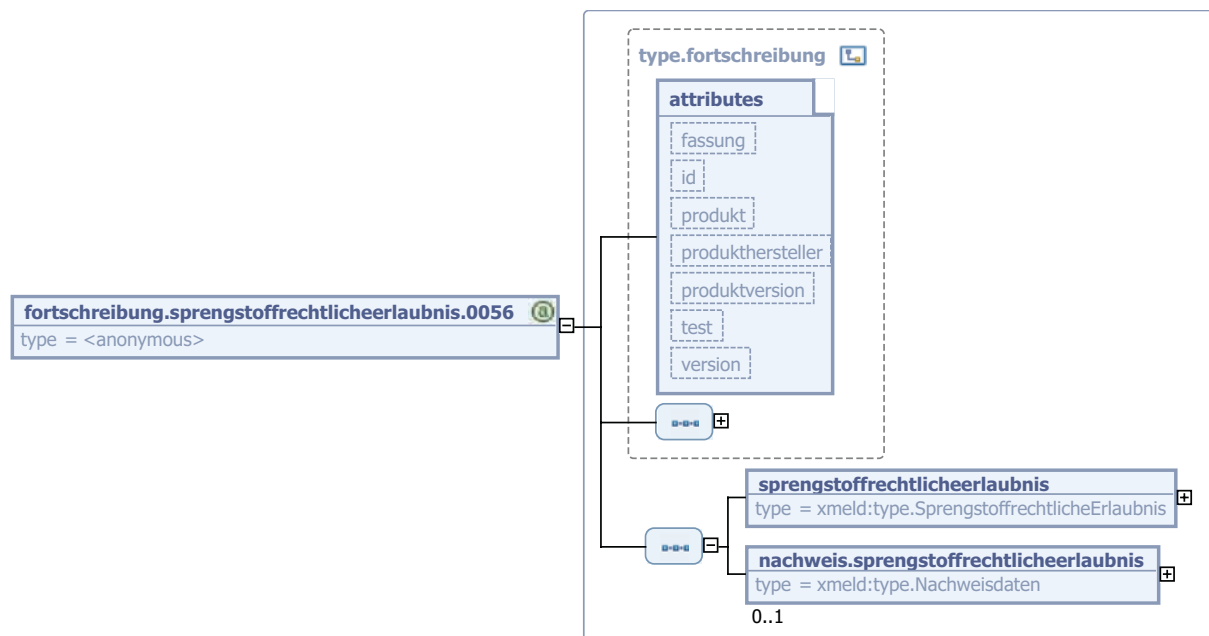 type.fortschreibung
attributes
fassung
id
produkt
produkthersteller
produktversion
test
version
fortschreibung.sprengstoffrechtlicheerlaubnis.0056 @
type = <anonymous>
sprengstoffrechtlicheerlaubnis
type = xmeld:type.SprengstoffrechtlicheErlaubnis
nachweis.sprengstoffrechtlicheerlaubnis
type = xmeld:type.Nachweisdaten
0..1